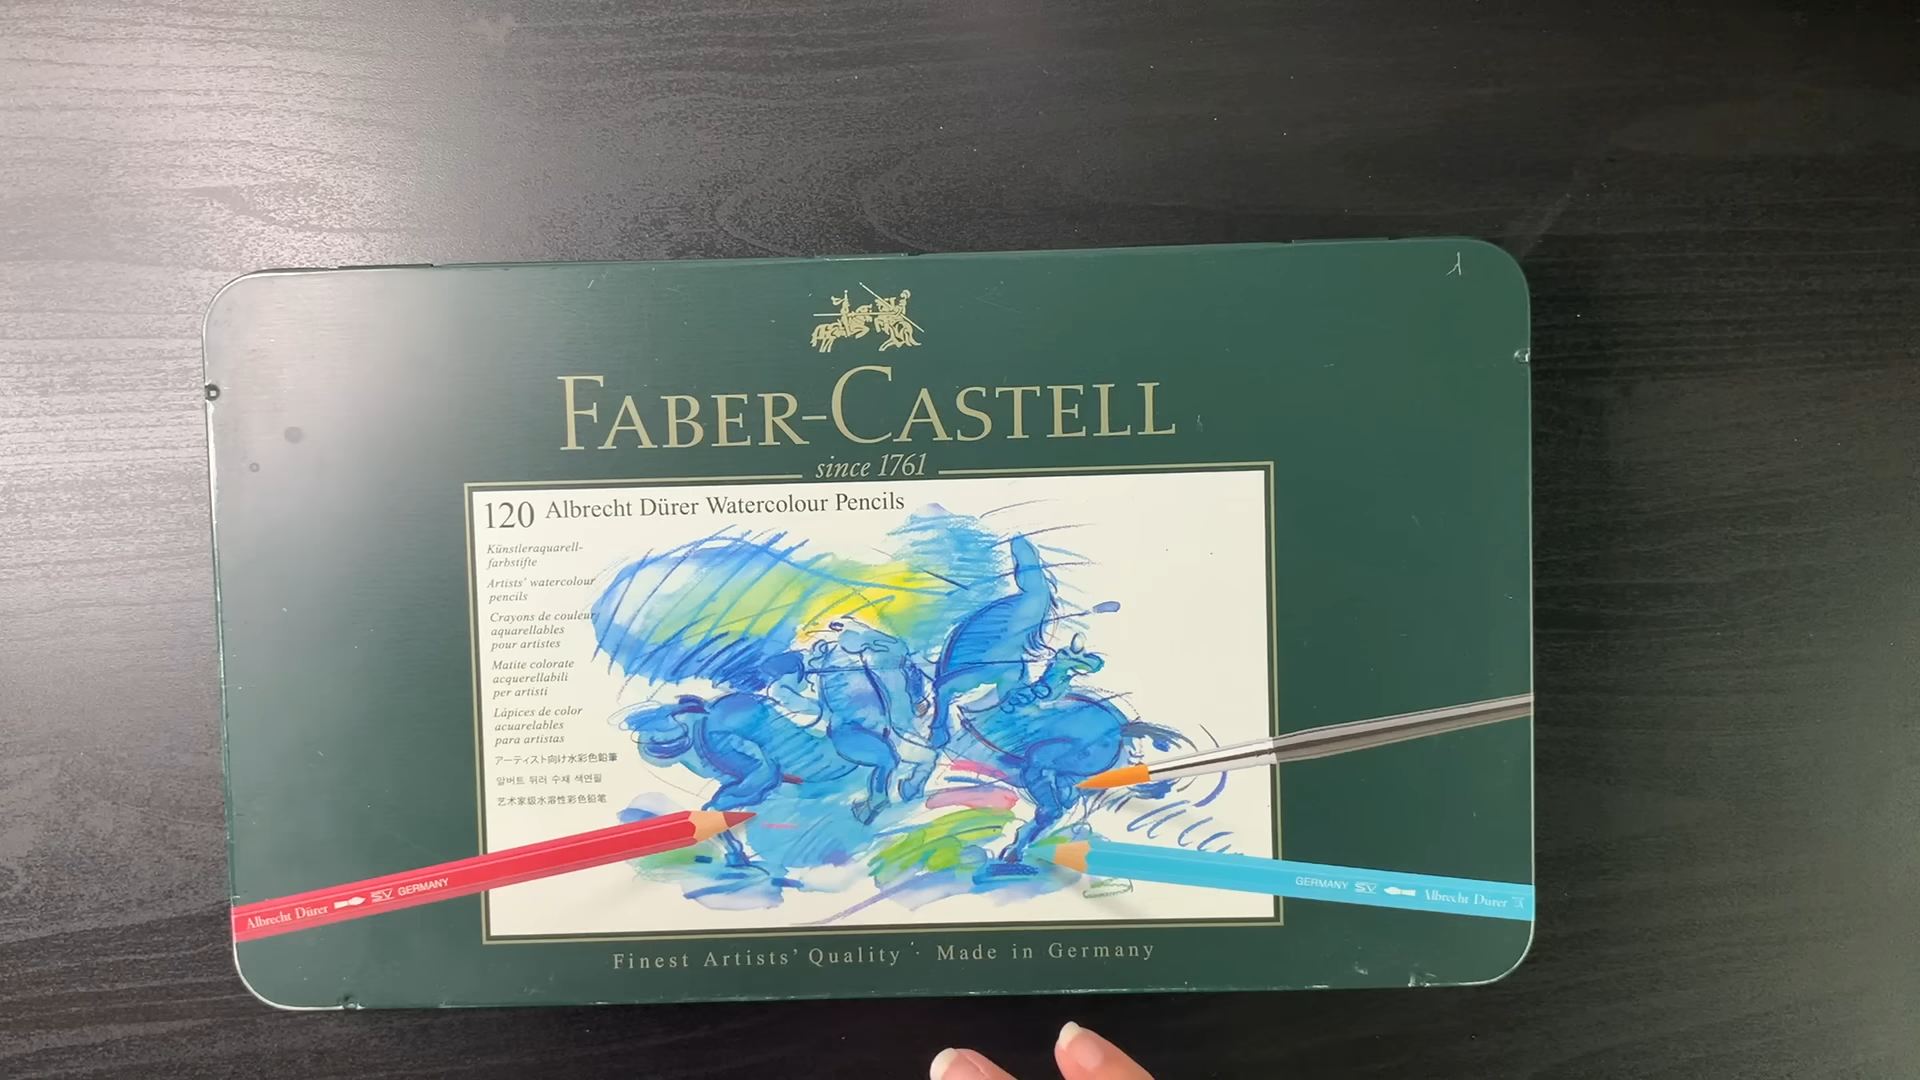 FABER-CASTELL
since 1761
120 Albrecht Dürer Watercolour Pencils
Künstleraquarell-
farbstifte
Artists' watercolour
pencils
Crayons de couleur
aquarellables
pour artistes
Matite colorate
acquerellabili
per artisti
Lápices de color
acuarelables
para artistas
アーティスト向け水彩色鉛筆
알버트 뒤러 수채 색연필
艺术家级水溶性彩色铅笔
Albrecht Dürer SV GERMANY
GERMANY SV Albrecht Dürer
Finest Artists' Quality · Made in Germany